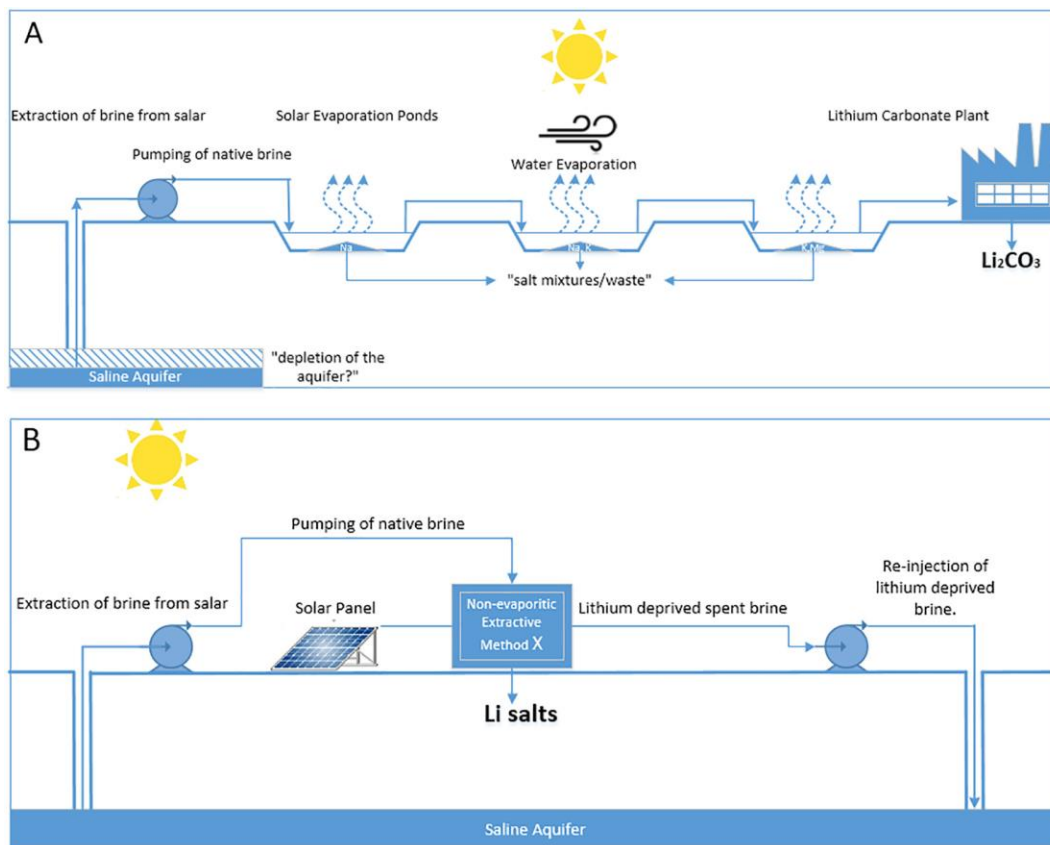 A
Extraction of brine from salar
Solar Evaporation Ponds
Lithium Carbonate Plant
Pumping of native brine
Water Evaporation
Na
Na, K
K,Mg
Li₂CO₃
"salt mixtures/waste"
"depletion of the
aquifer?"
Saline Aquifer
B
Pumping of native brine
Extraction of brine from salar
Solar Panel
Non-evaporitic
Extractive
Method X
Lithium deprived spent brine
Re-injection of
lithium deprived
brine.
Li salts
Saline Aquifer